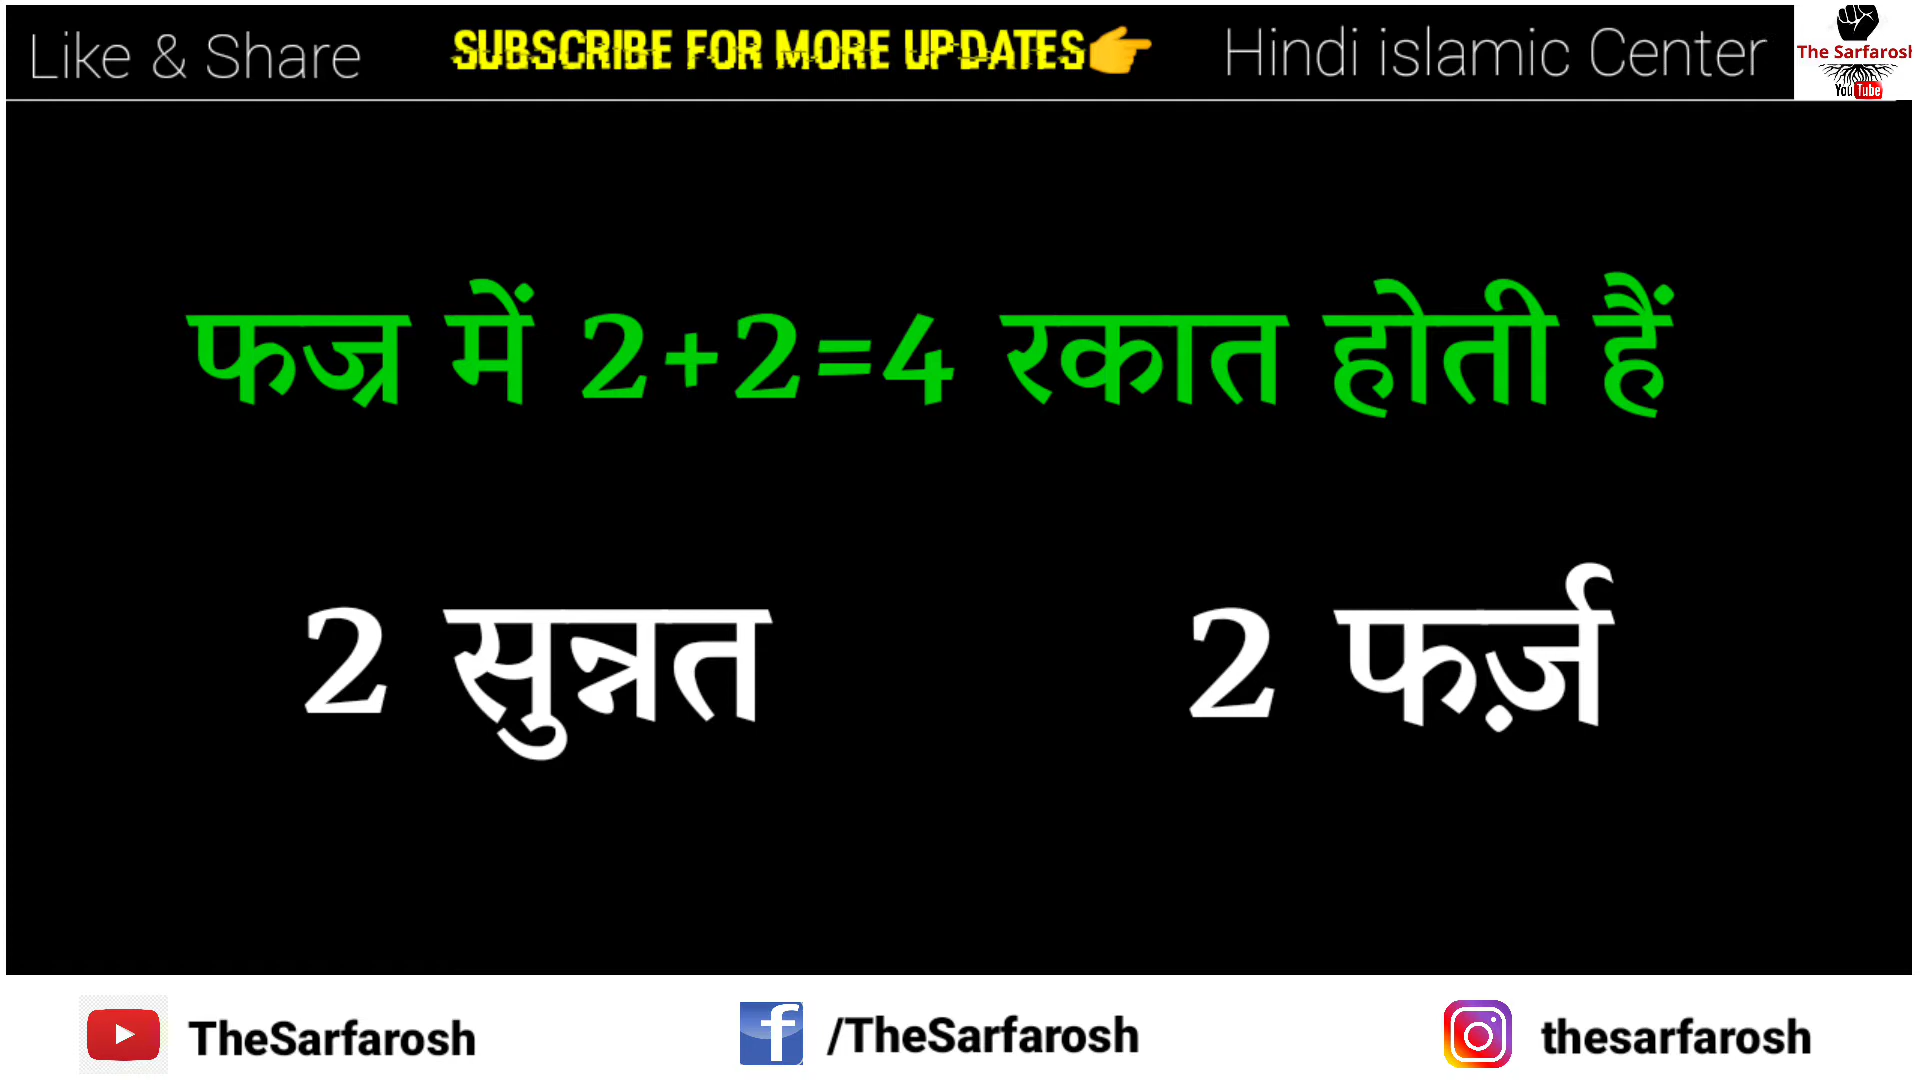 Like & Share SUBSCRIBE FOR MORE UPDATES👉 Hindi islamic Center
The Sarfarosh
YouTube
फज्र में 2+2=4 रकात होती हैं
2 सुन्नत 2 फर्ज़
TheSarfarosh /TheSarfarosh thesarfarosh